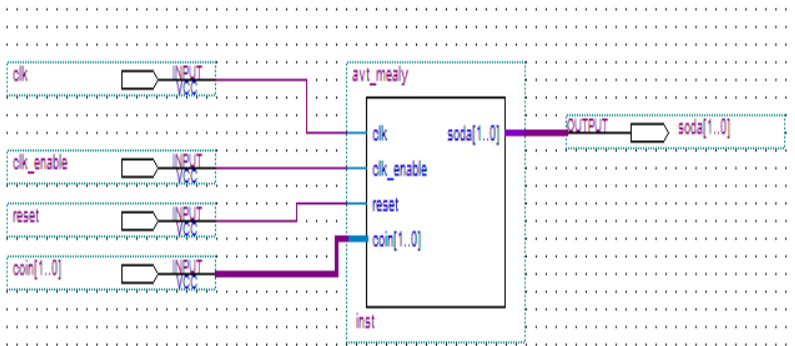 clk
INPUT
VCC
clk_enable
INPUT
VCC
reset
INPUT
VCC
coin[1..0]
INPUT
VCC
avt_mealy
clk
soda[1..0]
clk_enable
reset
coin[1..0]
inst
OUTPUT
soda[1..0]